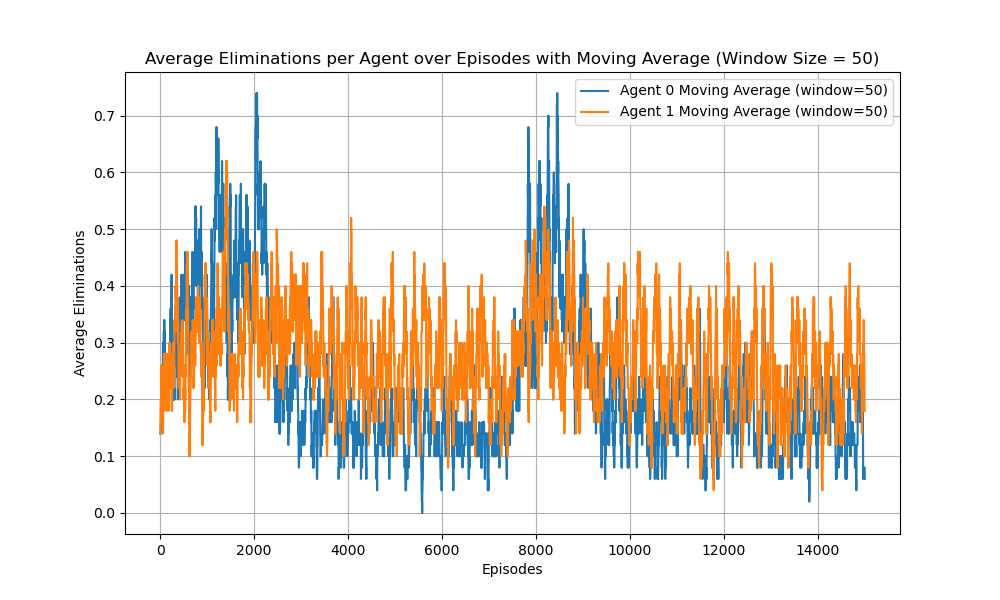 Average Eliminations per Agent over Episodes with Moving Average (Window Size = 50)
Agent 0 Moving Average (window=50)
Agent 1 Moving Average (window=50)
0.7
0.6
0.5
0.4
0.3
0.2
0.1
0.0
Average Eliminations
0 2000 4000 6000 8000 10000 12000 14000
Episodes